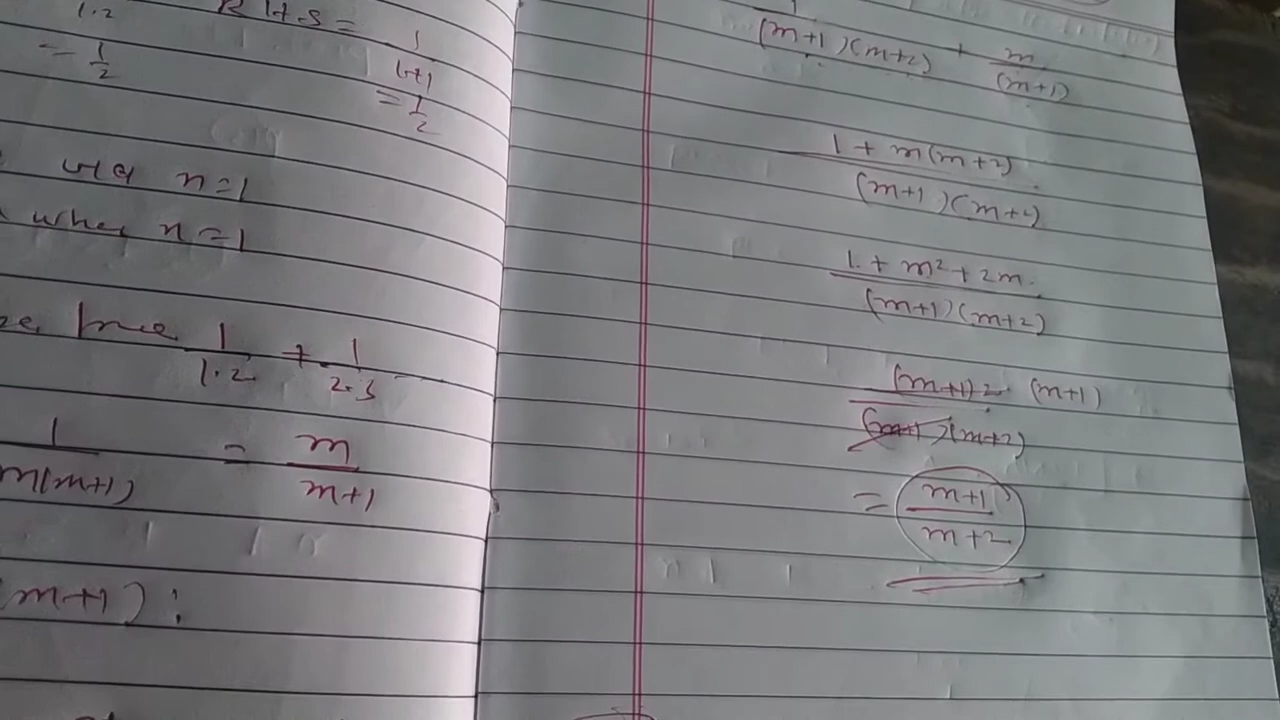 1.2 R.H.S = 1/(1+1)
= 1/2 = 1/2
n=1
when n=1
true 1/1.2 + 1/2.3
1/m(m+1) = m/m+1
(m+1):
1/(m+1)(m+2) + m/(m+1)
1 + m(m+2)/(m+1)(m+2)
1 + m² + 2m/(m+1)(m+2)
(m+1)2 (m+1)/(m+1)(m+2)
= m+1/m+2